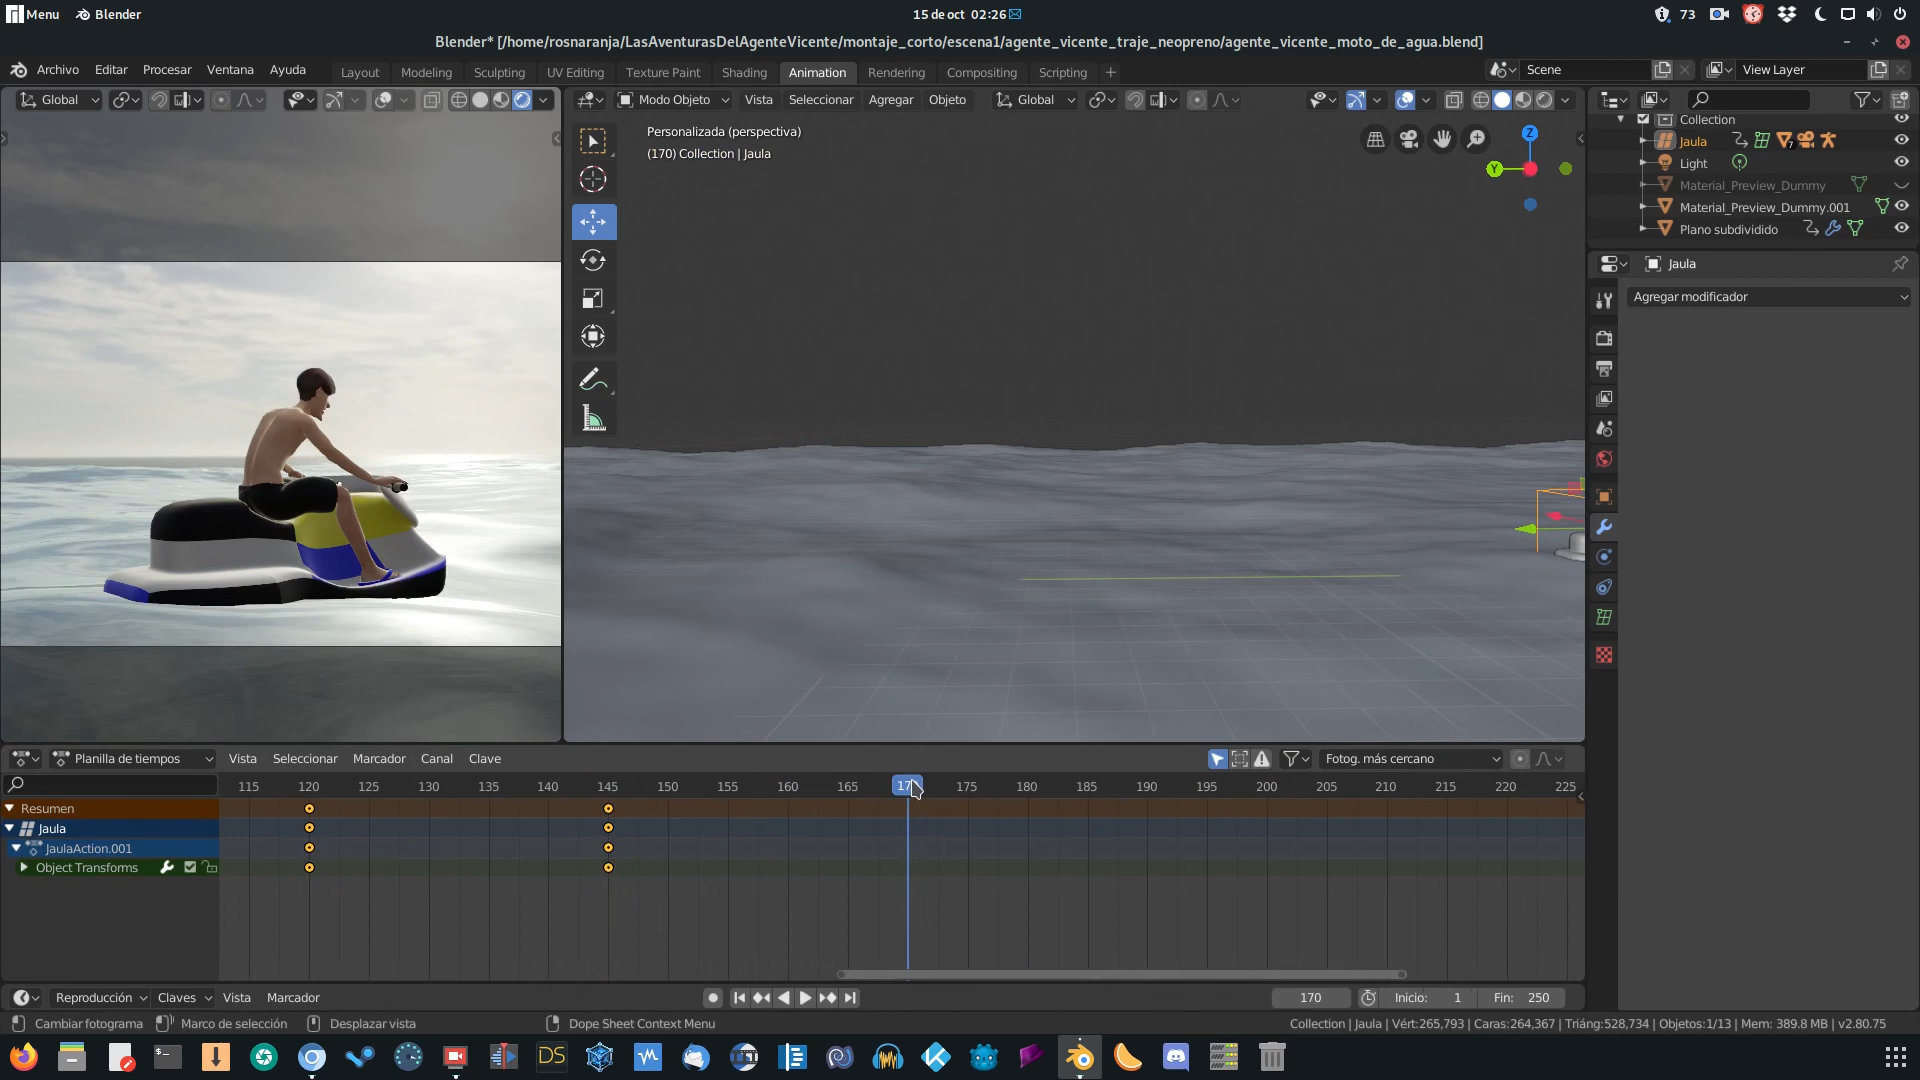 Menu
Blender
15 de oct 02:26
73
Blender* [/home/rosnaranja/LasAventurasDelAgenteVicente/montaje_corto/escena1/agente_vicente_traje_neopreno/agente_vicente_moto_de_agua.blend]
Archivo Editar Procesar Ventana Ayuda
Layout Modeling Sculpting UV Editing Texture Paint Shading Animation Rendering Compositing Scripting +
Scene
View Layer
Global
Modo Objeto Vista Seleccionar Agregar Objeto Global
Personalizada (perspectiva)
(170) Collection | Jaula
Z
Y
Collection
Jaula
7
Light
Material_Preview_Dummy
Material_Preview_Dummy.001
Plano subdividido
Jaula
Agregar modificador
Planilla de tiempos Vista Seleccionar Marcador Canal Clave
Fotog. más cercano
115 120 125 130 135 140 145 150 155 160 165 170 175 180 185 190 195 200 205 210 215 220 225
Resumen
Jaula
JaulaAction.001
Object Transforms
Reproducción Claves Vista Marcador
170
Inicio: 1
Fin: 250
Cambiar fotograma
Marco de selección
Desplazar vista
Dope Sheet Context Menu
Collection | Jaula | Vért:265,793 | Caras:264,367 | Triáng:528,734 | Objetos:1/13 | Mem: 389.8 MB | v2.80.75
DS